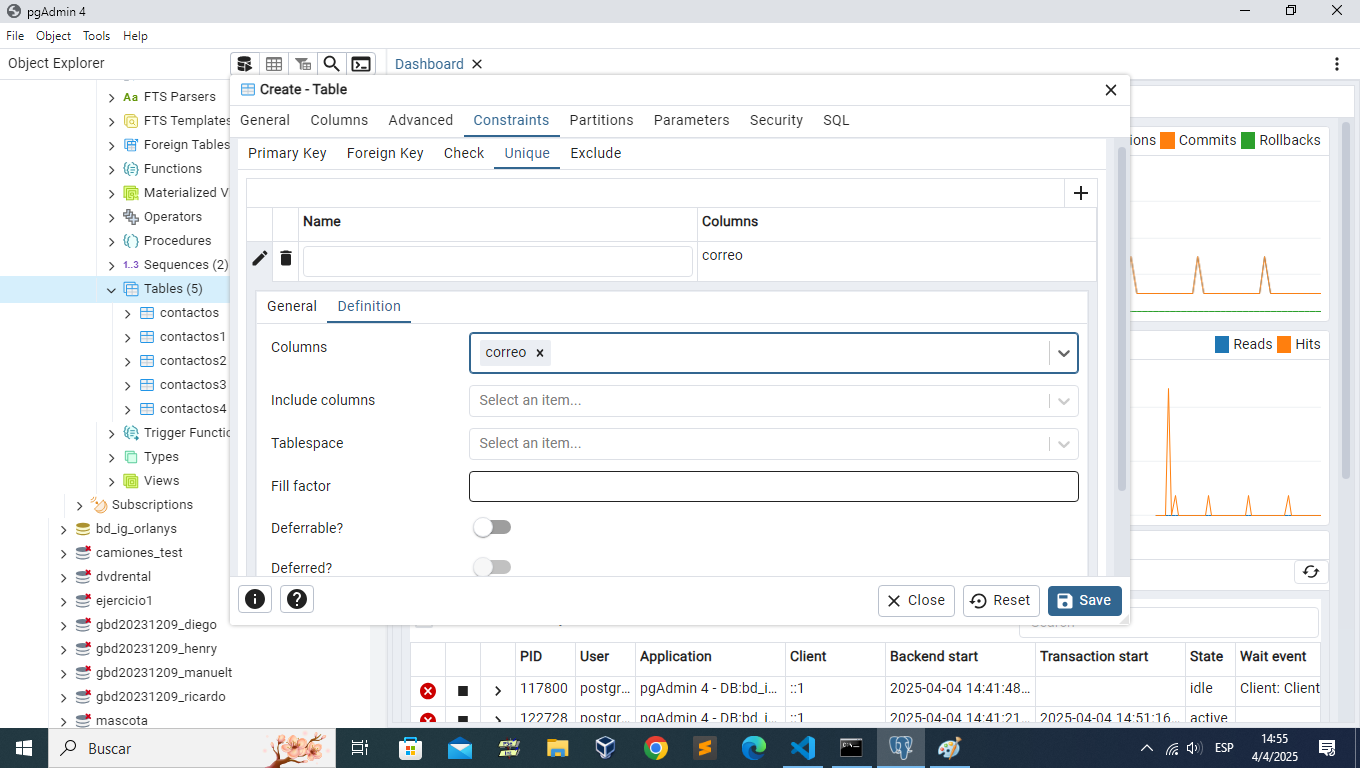 pgAdmin 4
File Object Tools Help
Object Explorer
Dashboard
Aa FTS Parsers
FTS Templates
Foreign Tables
Functions
Materialized V
Operators
Procedures
1..3 Sequences (2)
Tables (5)
contactos
contactos1
contactos2
contactos3
contactos4
Trigger Functio
Types
Views
Subscriptions
bd_ig_orlanys
camiones_test
dvdrental
ejercicio1
gbd20231209_diego
gbd20231209_henry
gbd20231209_manuelt
gbd20231209_ricardo
mascota
Create - Table
General Columns Advanced Constraints Partitions Parameters Security SQL
Primary Key Foreign Key Check Unique Exclude
Name Columns
correo
General Definition
Columns correo
Include columns Select an item...
Tablespace Select an item...
Fill factor
Deferrable?
Deferred?
Close Reset Save
ions Commits Rollbacks
Reads Hits
PID User Application Client Backend start Transaction start State Wait event
117800 postgr... pgAdmin 4 - DB:bd_i... ::1 2025-04-04 14:41:48... idle Client: Client
122728 postgr... pgAdmin 4 - DB:bd_i... ::1 2025-04-04 14:41:21... 2025-04-04 14:51:16... active
Buscar
ESP
14:55
4/4/2025